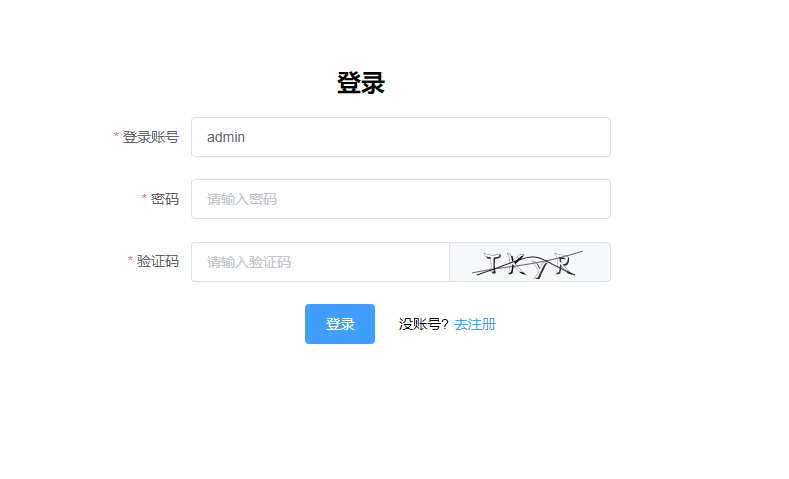 登录
* 登录账号 admin
* 密码 请输入密码
* 验证码 请输入验证码
登录 没账号? 去注册